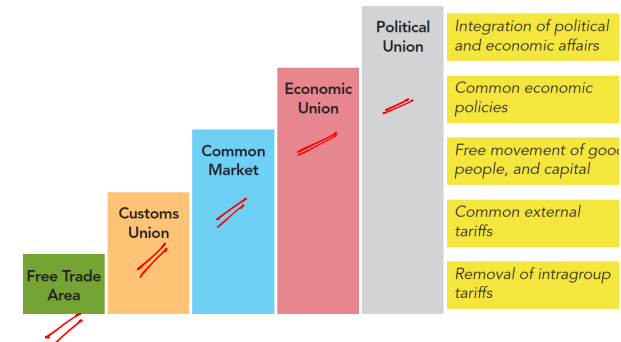 Political
Union
Economic
Union
Common
Market
Customs
Union
Free Trade
Area
Integration of political
and economic affairs
Common economic
policies
Free movement of
people, and capital
Common external
tariffs
Removal of intragroup
tariffs